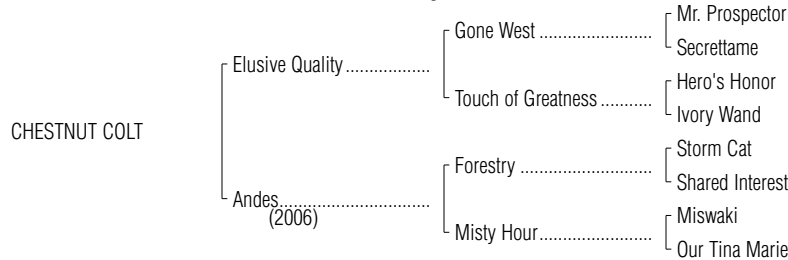 Mr. Prospector
Gone West ........................
Secrettame
Elusive Quality ..................
Hero's Honor
Touch of Greatness ...........
Ivory Wand
CHESTNUT COLT
Storm Cat
Forestry ............................
Shared Interest
Andes................................
(2006)
Miswaki
Misty Hour........................
Our Tina Marie